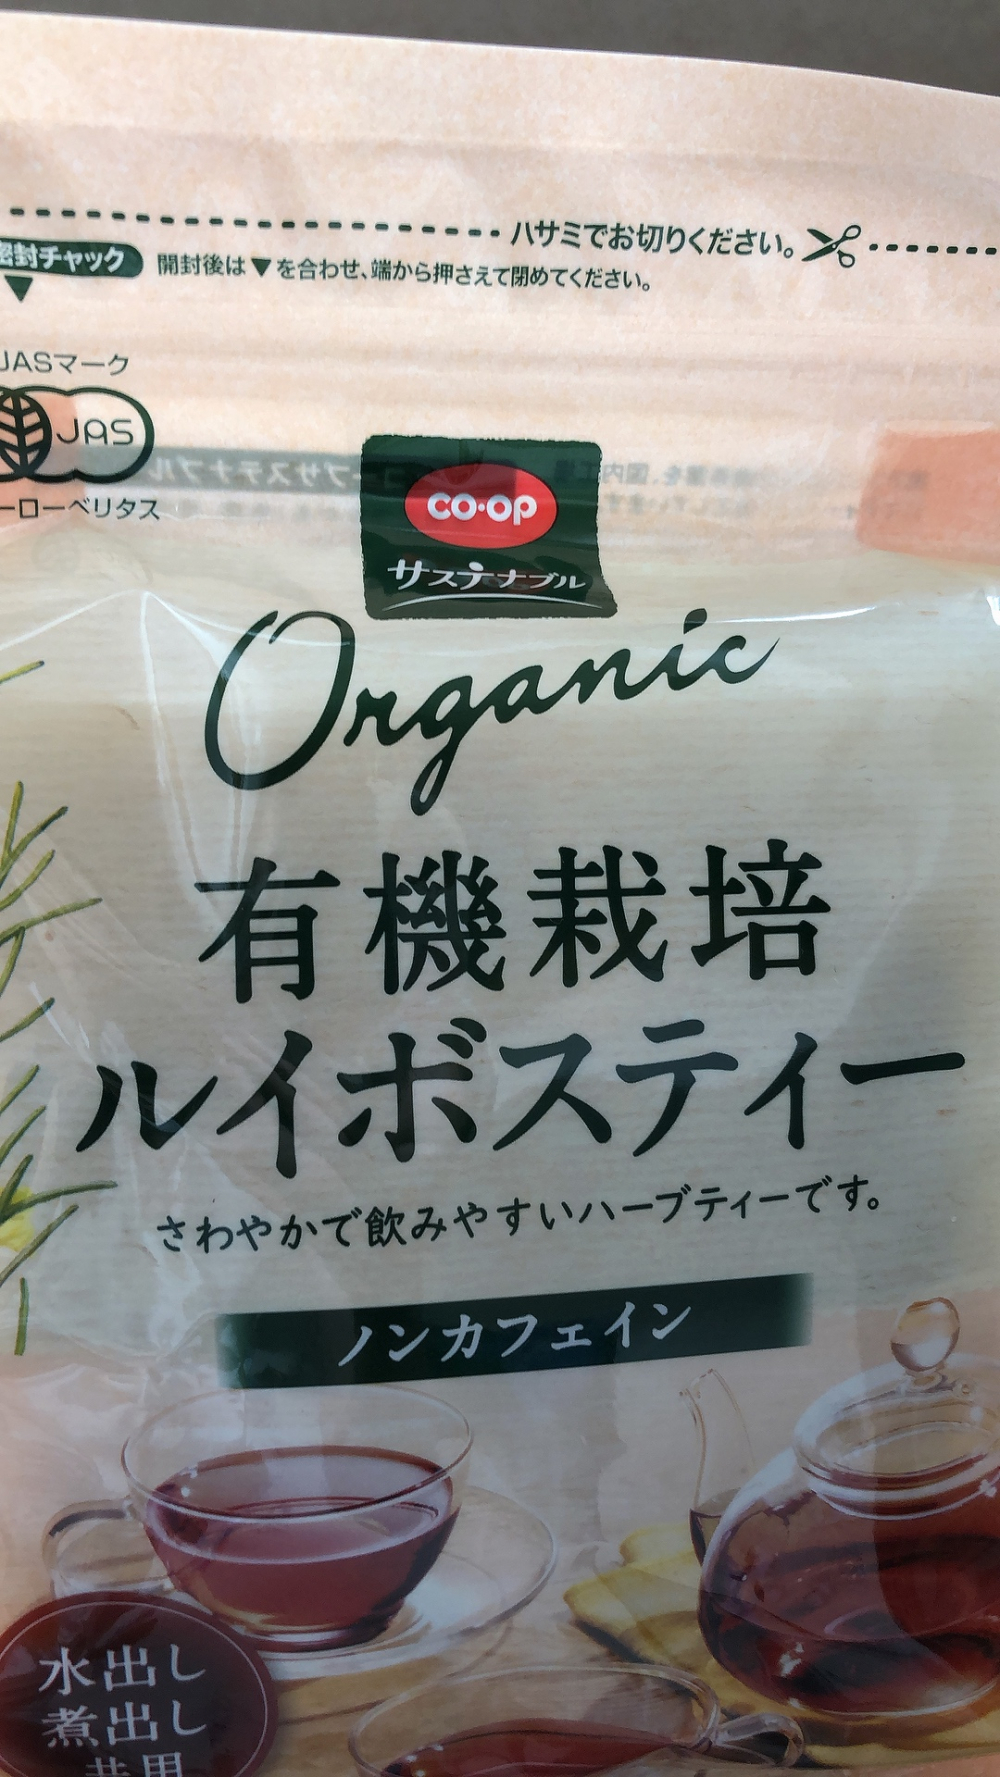 ハサミでお切りください。
密封チャック 開封後は▼を合わせ、端から押さえて閉めてください。
JASマーク
JAS
ーローベリタス
co・op
サステナブル
Organic
有機栽培
ルイボスティー
さわやかで飲みやすいハーブティーです。
ノンカフェイン
水出し
煮出し
共用